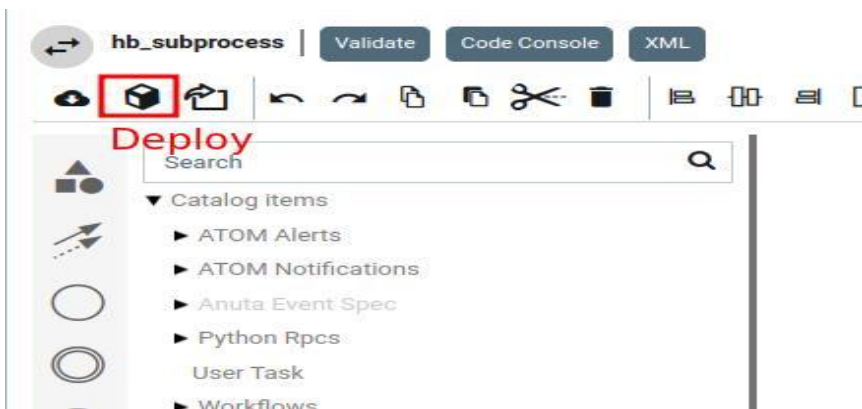 hb_subprocess | Validate Code Console XML
Deploy
Search
Catalog items
ATOM Alerts
ATOM Notifications
Anuta Event Spec
Python Rpcs
User Task
Workflows